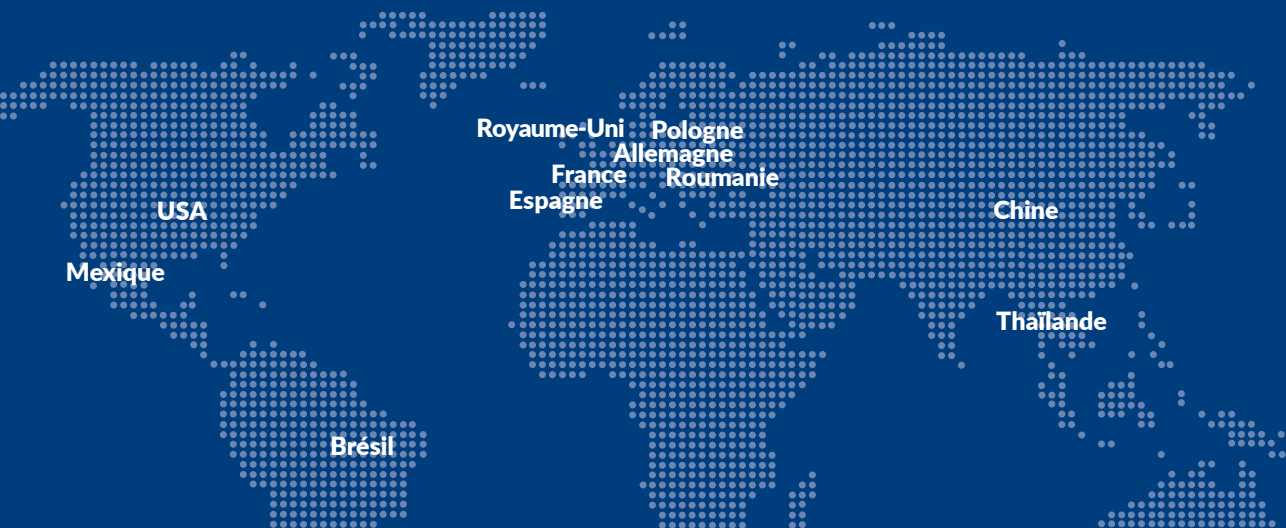 Royaume-Uni
Pologne
Allemagne
France
Roumanie
Espagne
USA
Chine
Mexique
Thaïlande
Brésil